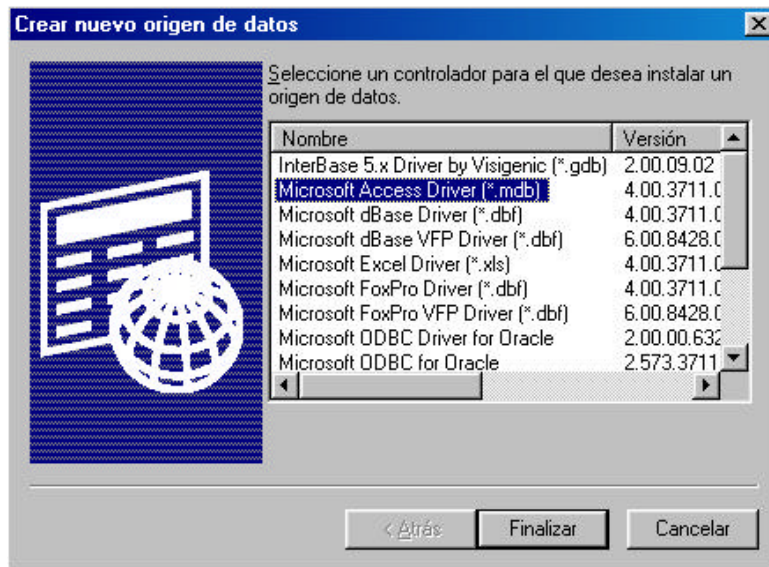 Crear nuevo origen de datos
Seleccione un controlador para el que desea instalar un
origen de datos.
Nombre Versión
InterBase 5.x Driver by Visigenic (*.gdb) 2.00.09.02
Microsoft Access Driver (*.mdb) 4.00.3711.0
Microsoft dBase Driver (*.dbf) 4.00.3711.0
Microsoft dBase VFP Driver (*.dbf) 6.00.8428.0
Microsoft Excel Driver (*.xls) 4.00.3711.0
Microsoft FoxPro Driver (*.dbf) 4.00.3711.0
Microsoft FoxPro VFP Driver (*.dbf) 6.00.8428.0
Microsoft ODBC Driver for Oracle 2.00.00.632
Microsoft ODBC for Oracle 2.573.3711
< Atrás Finalizar Cancelar